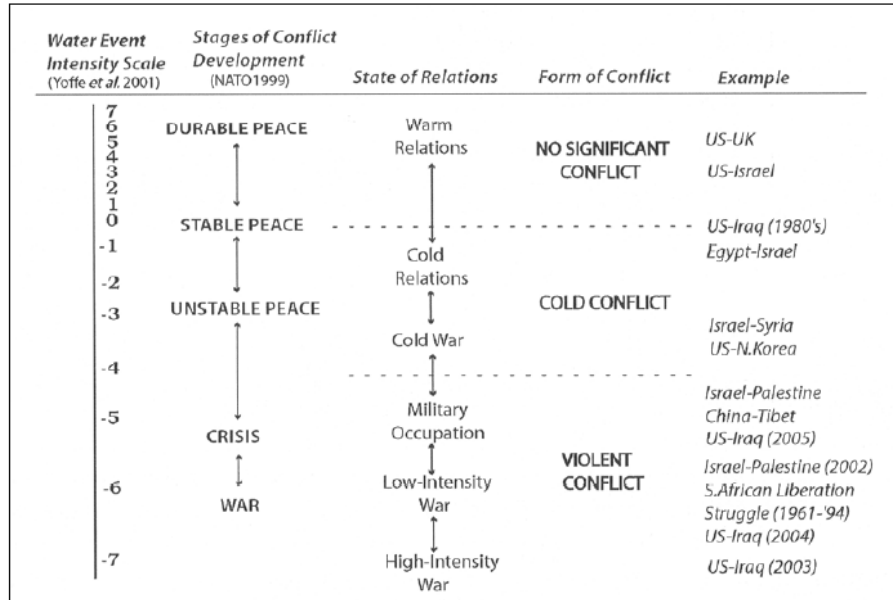 Water Event
Intensity Scale
(Yoffe et al. 2001)
Stages of Conflict
Development
(NATO1999)
State of Relations
Form of Conflict
Example
7
6
5
4
3
2
1
0
-1
-2
-3
-4
-5
-6
-7
DURABLE PEACE
STABLE PEACE
UNSTABLE PEACE
CRISIS
WAR
Warm
Relations
Cold
Relations
Cold War
Military
Occupation
Low-Intensity
War
High-Intensity
War
NO SIGNIFICANT
CONFLICT
COLD CONFLICT
VIOLENT
CONFLICT
US-UK
US-Israel
US-Iraq (1980's)
Egypt-Israel
Israel-Syria
US-N.Korea
Israel-Palestine
China-Tibet
US-Iraq (2005)
Israel-Palestine (2002)
S.African Liberation
Struggle (1961-'94)
US-Iraq (2004)
US-Iraq (2003)